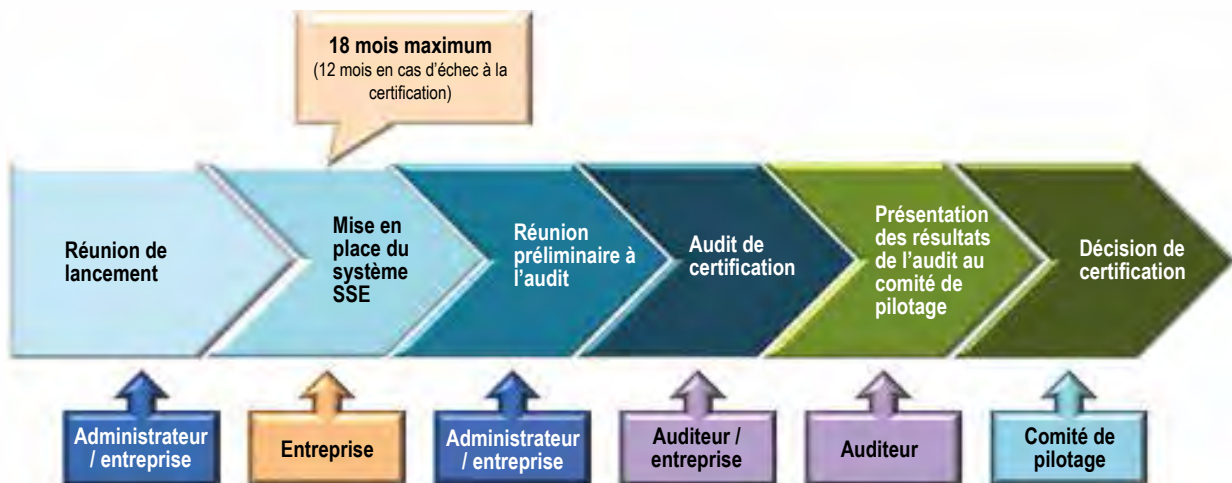 18 mois maximum
(12 mois en cas d’échec à la
certification)
Réunion de
lancement
Mise en
place du
système
SSE
Réunion
préliminaire à
l’audit
Audit de
certification
Présentation
des résultats
de l’audit au
comité de
pilotage
Décision de
certification
Administrateur
/ entreprise
Entreprise
Administrateur
/ entreprise
Auditeur /
entreprise
Auditeur
Comité de
pilotage